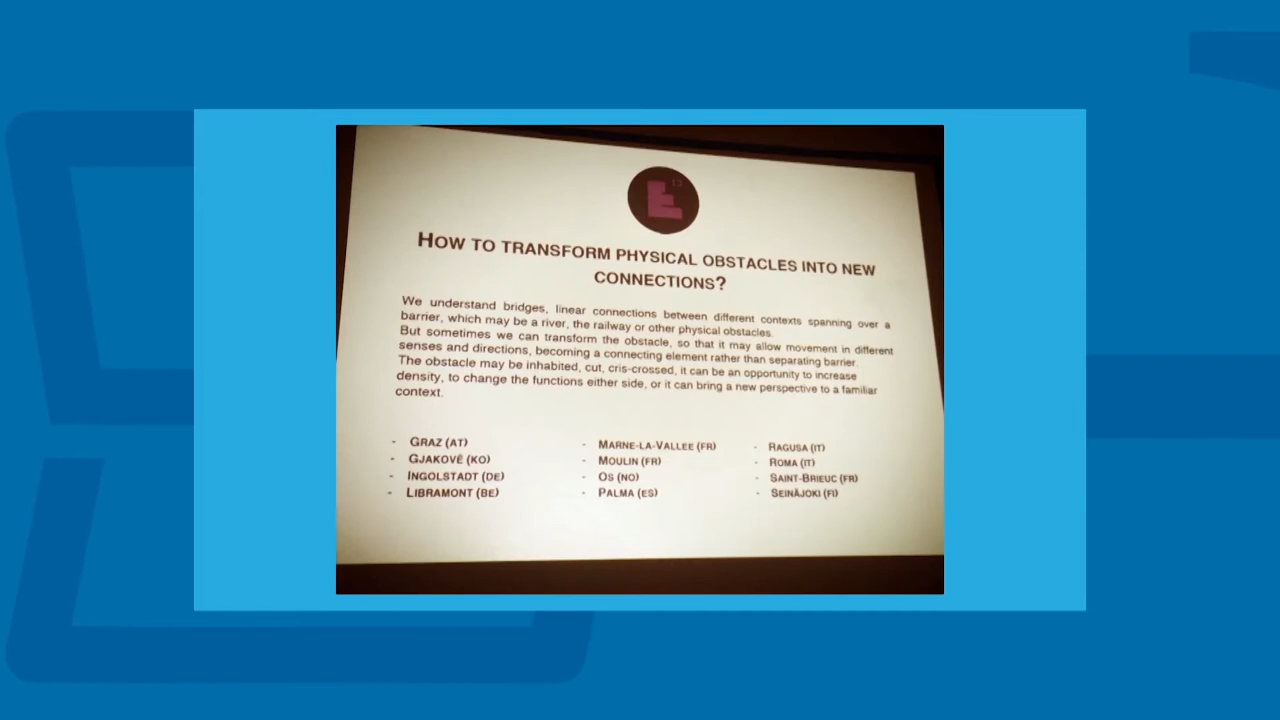 E 13
HOW TO TRANSFORM PHYSICAL OBSTACLES INTO NEW
CONNECTIONS?
We understand bridges, linear connections between different contexts spanning over a
barrier, which may be a river, the railway or other physical obstacles.
But sometimes we can transform the obstacle, so that it may allow movement in different
senses and directions, becoming a connecting element rather than separating barrier.
The obstacle may be inhabited, cut, cris-crossed, it can be an opportunity to increase
density, to change the functions either side, or it can bring a new perspective to a familiar
context.
- GRAZ (AT)
- GJAKOVË (KO)
- INGOLSTADT (DE)
- LIBRAMONT (BE)
- MARNE-LA-VALLEE (FR)
- MOULIN (FR)
- OS (NO)
- PALMA (ES)
- RAGUSA (IT)
- ROMA (IT)
- SAINT-BRIEUC (FR)
- SEINÄJOKI (FI)